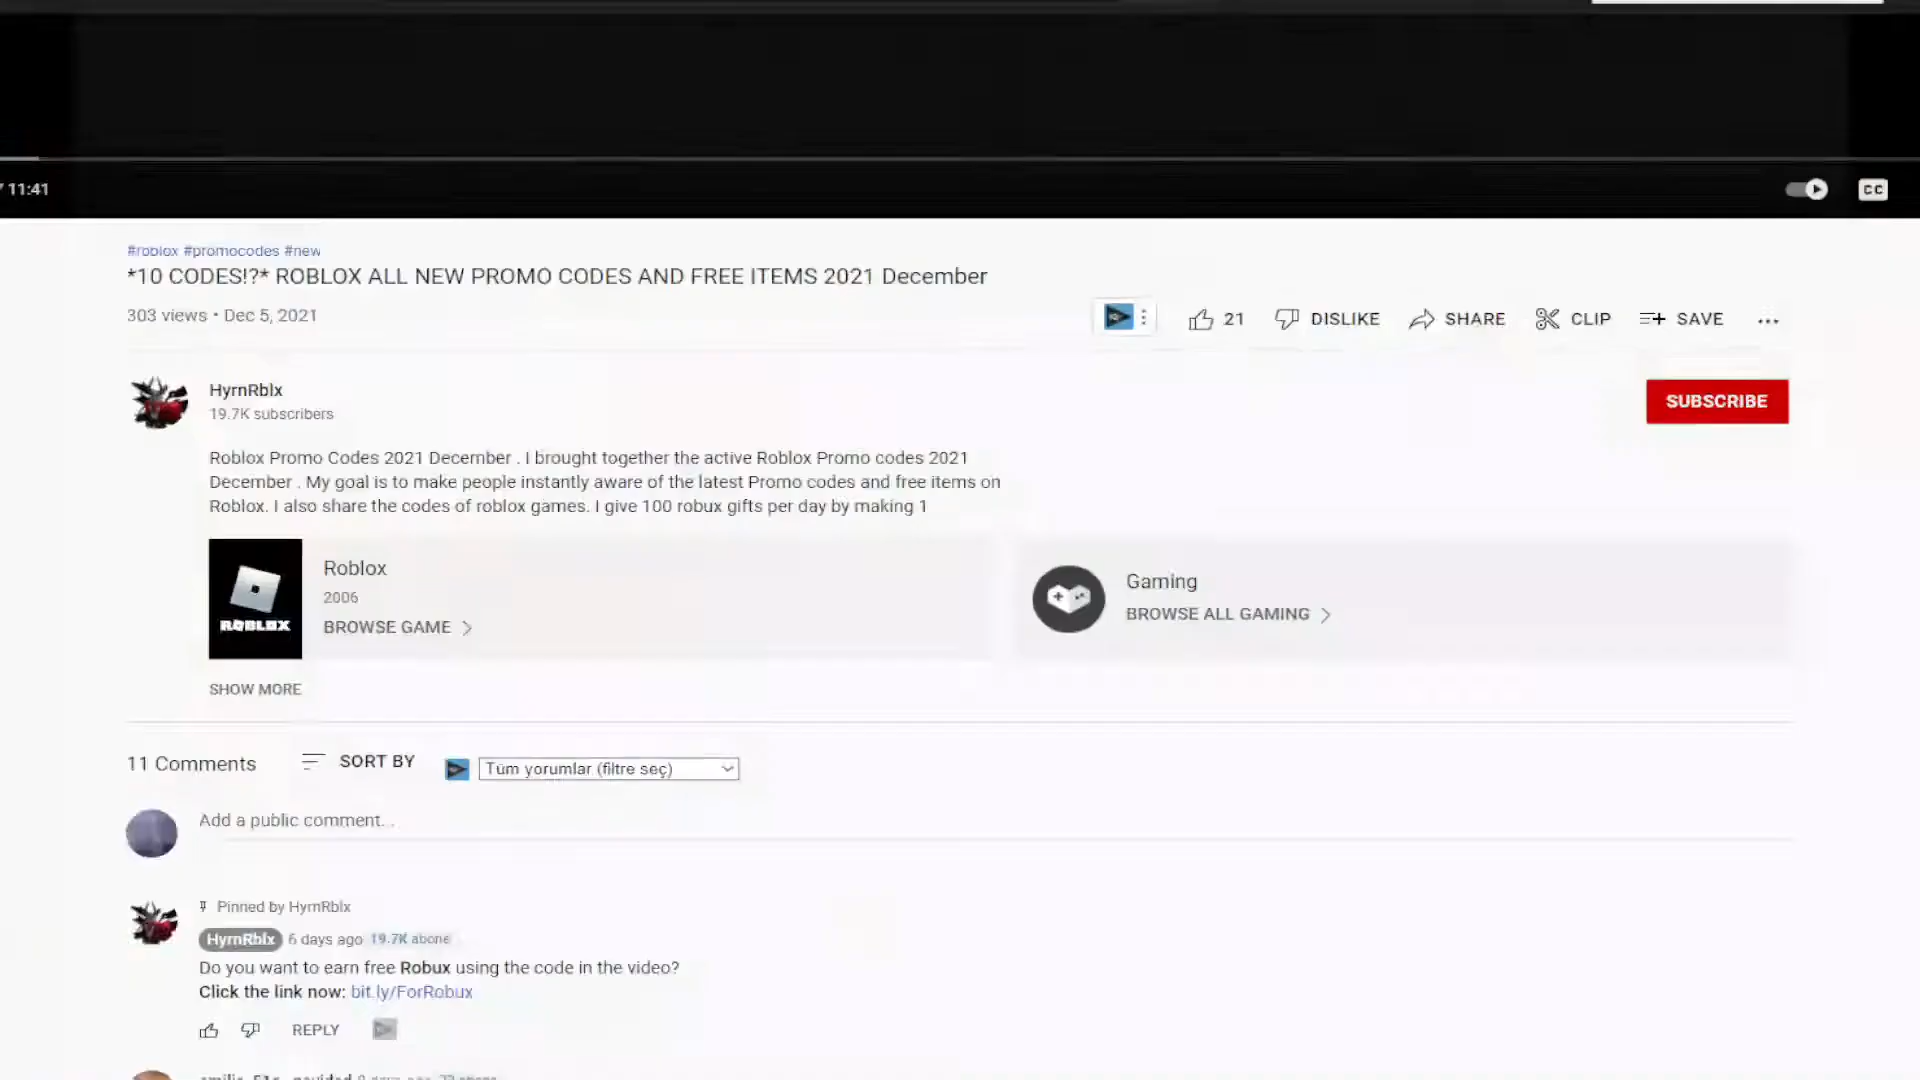 11:41
CC
#roblox #promocodes #new
*10 CODES!?* ROBLOX ALL NEW PROMO CODES AND FREE ITEMS 2021 December
303 views • Dec 5, 2021
21 DISLIKE SHARE CLIP SAVE ...
HyrnRblx
19.7K subscribers
SUBSCRIBE
Roblox Promo Codes 2021 December . I brought together the active Roblox Promo codes 2021
December . My goal is to make people instantly aware of the latest Promo codes and free items on
Roblox. I also share the codes of roblox games. I give 100 robux gifts per day by making 1
ROBLOX
Roblox
2006
BROWSE GAME
Gaming
BROWSE ALL GAMING
SHOW MORE
11 Comments SORT BY Tüm yorumlar (filtre seç)
Add a public comment...
Pinned by HyrnRblx
HyrnRblx 6 days ago 19.7K abone
Do you want to earn free Robux using the code in the video?
Click the link now: bit.ly/ForRobux
REPLY